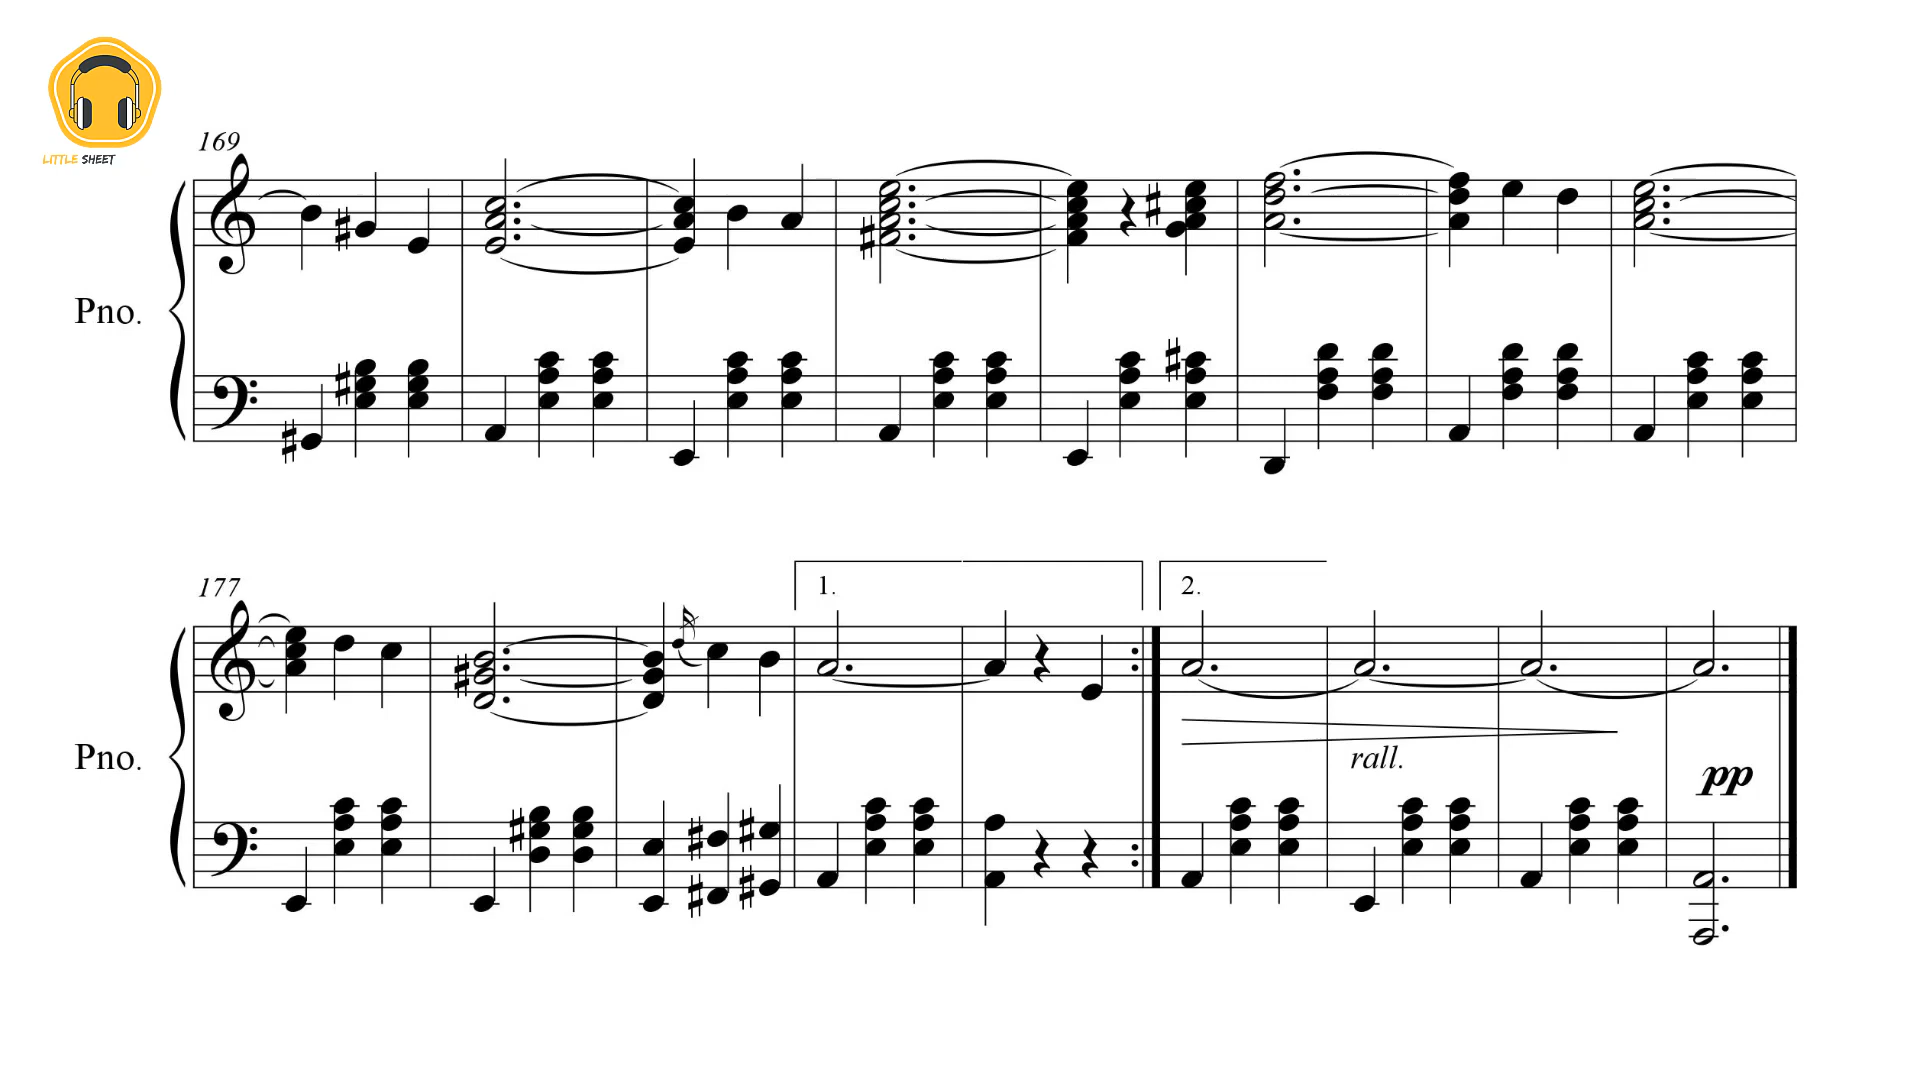 LITTLE SHEET
169
Pno.
177
1.
2.
Pno.
rall.
pp